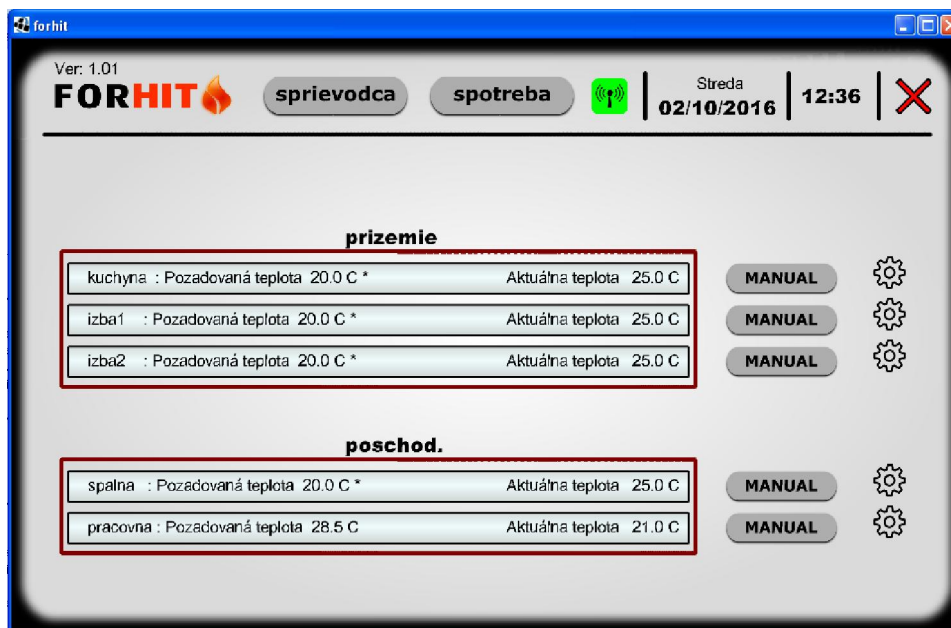 forhit
Ver: 1.01
FORHIT
sprievodca
spotreba
Streda
02/10/2016
12:36
prizemie
kuchyna : Pozadovaná teplota 20.0 C * Aktuálna teplota 25.0 C MANUAL
izba1 : Pozadovaná teplota 20.0 C * Aktuálna teplota 25.0 C MANUAL
izba2 : Pozadovaná teplota 20.0 C * Aktuálna teplota 25.0 C MANUAL
poschod.
spalna : Pozadovaná teplota 20.0 C * Aktuálna teplota 25.0 C MANUAL
pracovna : Pozadovaná teplota 28.5 C Aktuálna teplota 21.0 C MANUAL